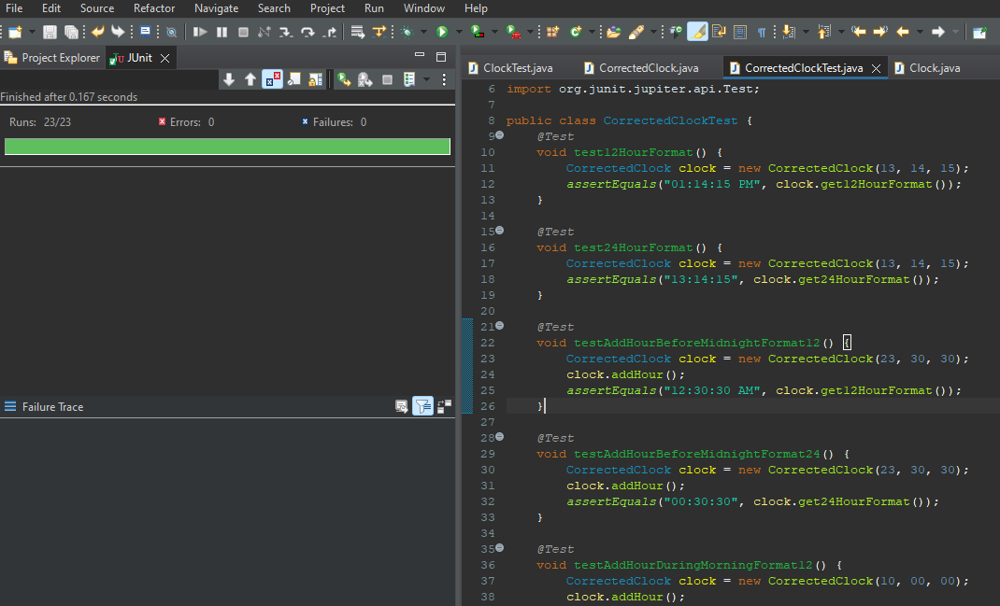 File Edit Source Refactor Navigate Search Project Run Window Help
Project Explorer JUnit
Finished after 0.167 seconds
Runs: 23/23 Errors: 0 Failures: 0
Failure Trace
ClockTest.java CorrectedClock.java CorrectedClockTest.java Clock.java
6 import org.junit.jupiter.api.Test;
7
8 public class CorrectedClockTest {
9 @Test
10 void test12HourFormat() {
11 CorrectedClock clock = new CorrectedClock(13, 14, 15);
12 assertEquals("01:14:15 PM", clock.get12HourFormat());
13 }
14
15 @Test
16 void test24HourFormat() {
17 CorrectedClock clock = new CorrectedClock(13, 14, 15);
18 assertEquals("13:14:15", clock.get24HourFormat());
19 }
20
21 @Test
22 void testAddHourBeforeMidnightFormat12() {
23 CorrectedClock clock = new CorrectedClock(23, 30, 30);
24 clock.addHour();
25 assertEquals("12:30:30 AM", clock.get12HourFormat());
26 }
27
28 @Test
29 void testAddHourBeforeMidnightFormat24() {
30 CorrectedClock clock = new CorrectedClock(23, 30, 30);
31 clock.addHour();
32 assertEquals("00:30:30", clock.get24HourFormat());
33 }
34
35 @Test
36 void testAddHourDuringMorningFormat12() {
37 CorrectedClock clock = new CorrectedClock(10, 00, 00);
38 clock.addHour();